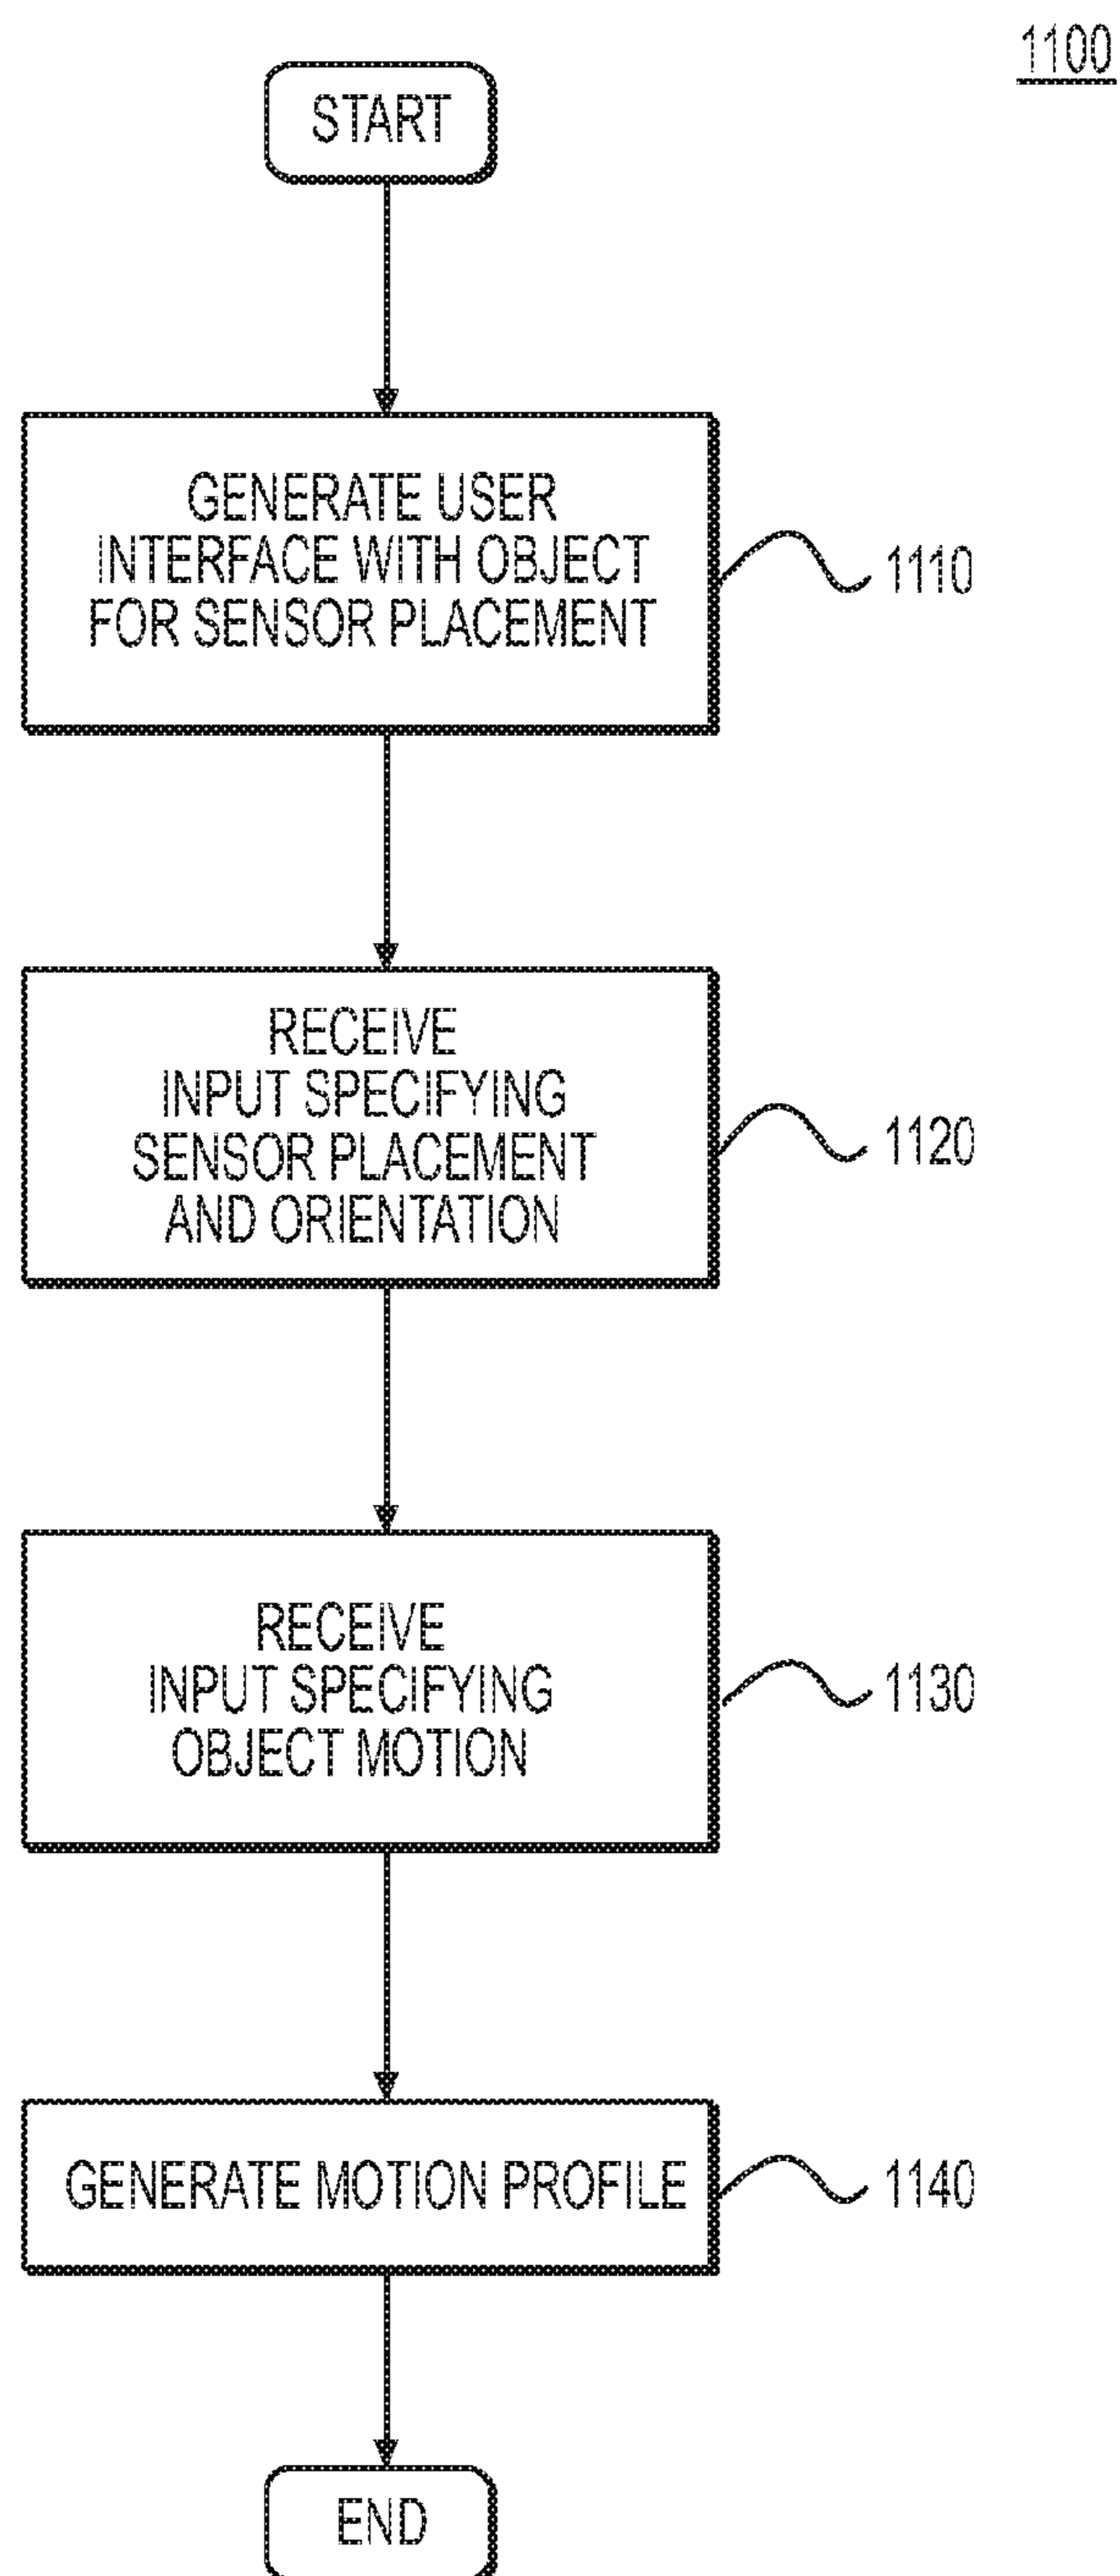 1100
START
GENERATE USER
INTERFACE WITH OBJECT
FOR SENSOR PLACEMENT
1110
RECEIVE
INPUT SPECIFYING
SENSOR PLACEMENT
AND ORIENTATION
1120
RECEIVE
INPUT SPECIFYING
OBJECT MOTION
1130
GENERATE MOTION PROFILE
1140
END